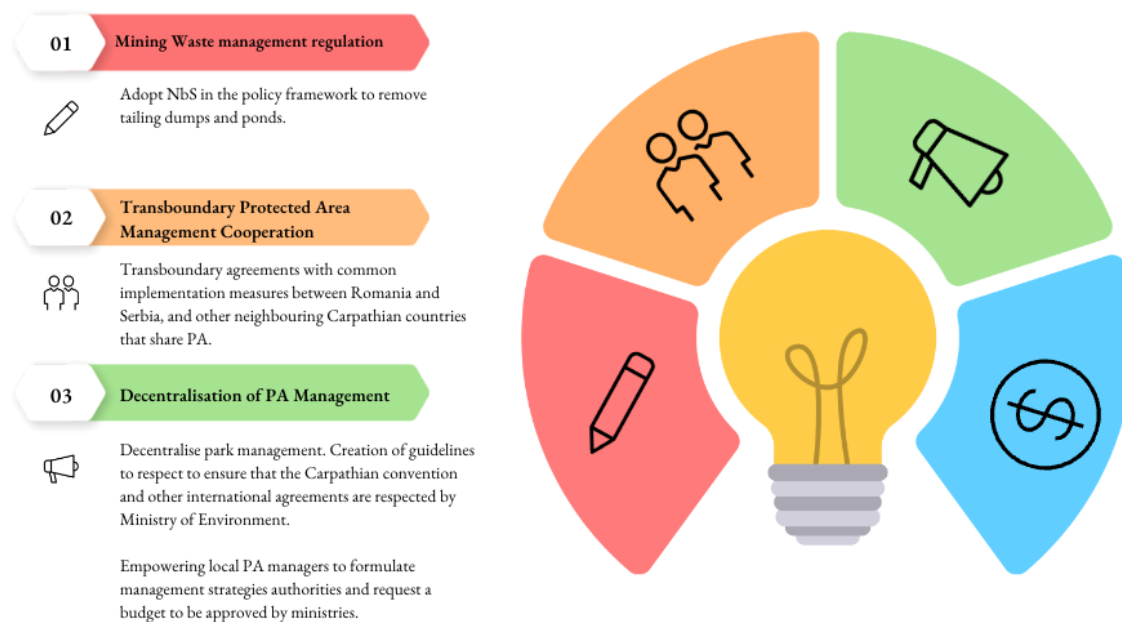 01
Mining Waste management regulation
Adopt NbS in the policy framework to remove
tailing dumps and ponds.
02
Transboundary Protected Area
Management Cooperation
Transboundary agreements with common
implementation measures between Romania and
Serbia, and other neighbouring Carpathian countries
that share PA.
03
Decentralisation of PA Management
Decentralise park management. Creation of guidelines
to respect to ensure that the Carpathian convention
and other international agreements are respected by
Ministry of Environment.
Empowering local PA managers to formulate
management strategies authorities and request a
budget to be approved by ministries.